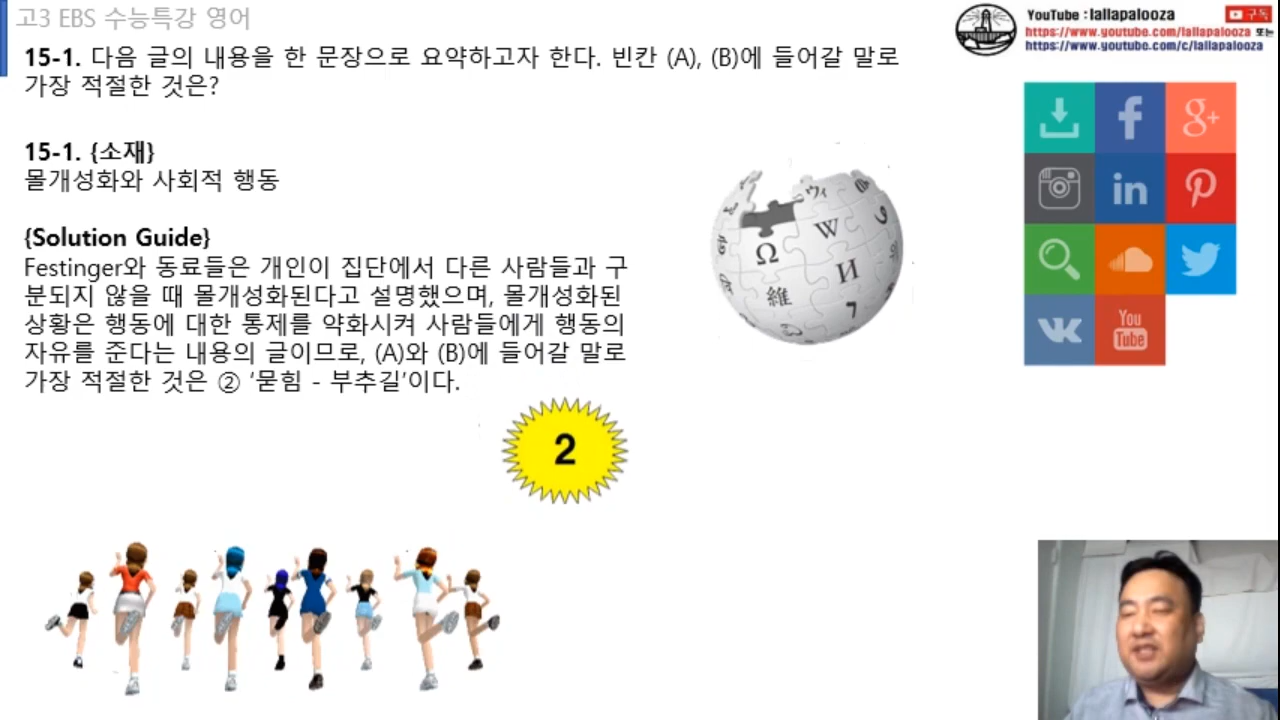 고3 EBS 수능특강 영어
YouTube : lallapalooza
구독
https://www.youtube.com/lallapalooza 또는
https://www.youtube.com/c/lallapalooza
15-1. 다음 글의 내용을 한 문장으로 요약하고자 한다. 빈칸 (A), (B)에 들어갈 말로
가장 적절한 것은?
15-1. {소재}
몰개성화와 사회적 행동
{Solution Guide}
Festinger와 동료들은 개인이 집단에서 다른 사람들과 구
분되지 않을 때 몰개성화된다고 설명했으며, 몰개성화된
상황은 행동에 대한 통제를 약화시켜 사람들에게 행동의
자유를 준다는 내용의 글이므로, (A)와 (B)에 들어갈 말로
가장 적절한 것은 ② ‘묻힘 - 부추길’이다.
2
Ω W И
維 7
f g+
in
You
Tube